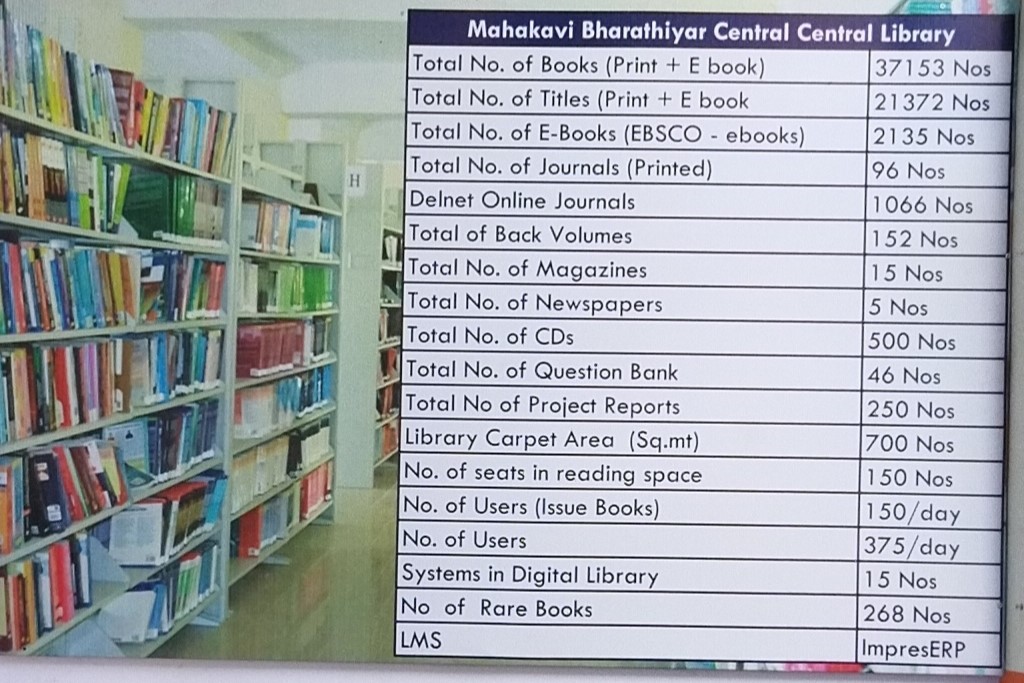 Mahakavi Bharathiyar Central Central Library
Total No. of Books (Print + E book) 37153 Nos
Total No. of Titles (Print + E book 21372 Nos
Total No. of E-Books (EBSCO - ebooks) 2135 Nos
Total No. of Journals (Printed) 96 Nos
Delnet Online Journals 1066 Nos
Total of Back Volumes 152 Nos
Total No. of Magazines 15 Nos
Total No. of Newspapers 5 Nos
Total No. of CDs 500 Nos
Total No. of Question Bank 46 Nos
Total No of Project Reports 250 Nos
Library Carpet Area (Sq.mt) 700 Nos
No. of seats in reading space 150 Nos
No. of Users (Issue Books) 150/day
No. of Users 375/day
Systems in Digital Library 15 Nos
No of Rare Books 268 Nos
LMS ImpresERP
H